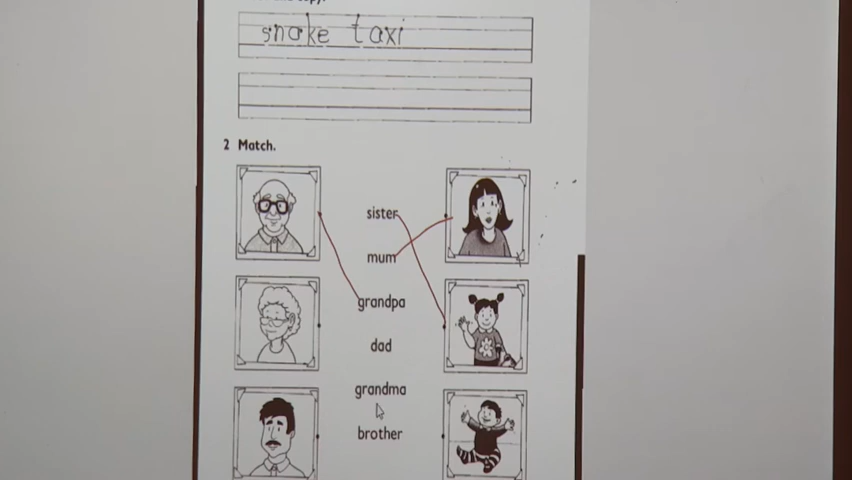 snake taxi
2 Match.
sister
mum
grandpa
dad
grandma
brother